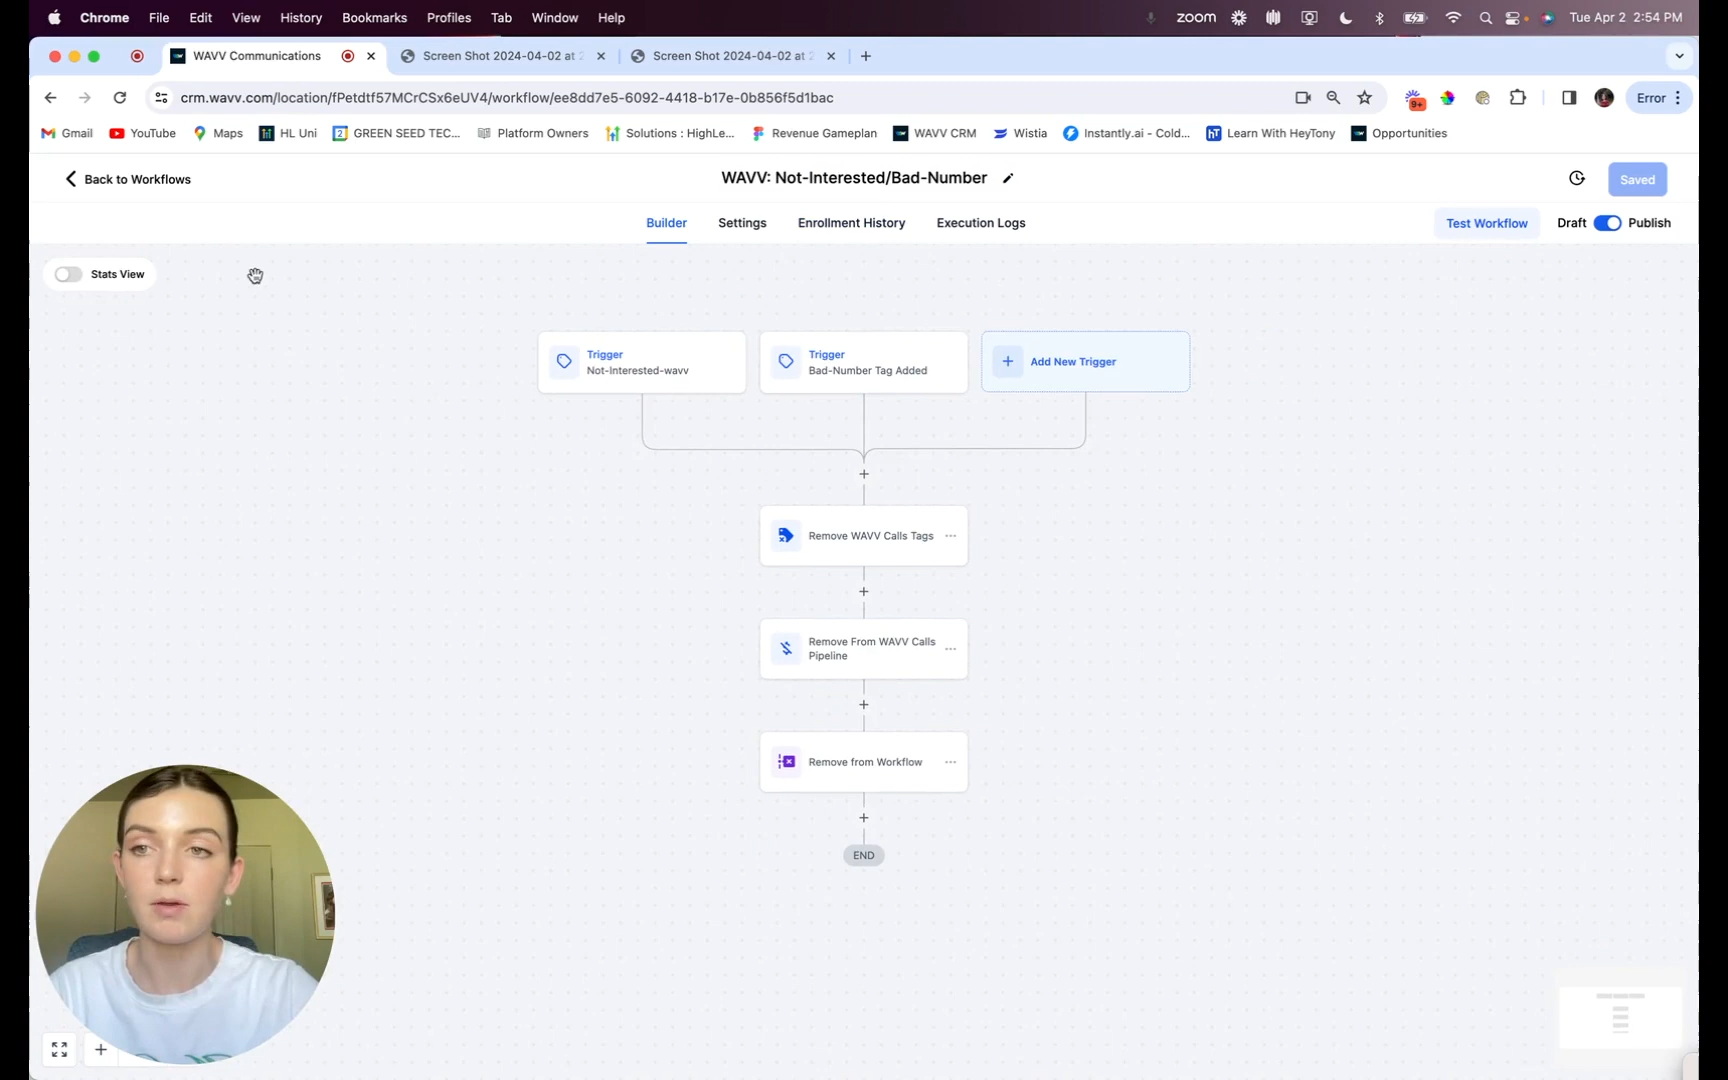 Chrome File Edit View History Bookmarks Profiles Tab Window Help zoom Tue Apr 2 2:54 PM
WAVV Communications Screen Shot 2024-04-02 at 2 Screen Shot 2024-04-02 at 2
crm.wavv.com/location/fPetdtf57MCrCSx6eUV4/workflow/ee8dd7e5-6092-4418-b17e-0b856f5d1bac 9+ Error
Gmail YouTube Maps HL Uni GREEN SEED TEC... Platform Owners Solutions : HighLe... Revenue Gameplan WAVV CRM Wistia Instantly.ai - Cold... Learn With HeyTony Opportunities
Back to Workflows WAVV: Not-Interested/Bad-Number Saved
Builder Settings Enrollment History Execution Logs Test Workflow Draft Publish
Stats View
Trigger
Not-Interested-wavv
Trigger
Bad-Number Tag Added
Add New Trigger
Remove WAVV Calls Tags
Remove From WAVV Calls
Pipeline
Remove from Workflow
END